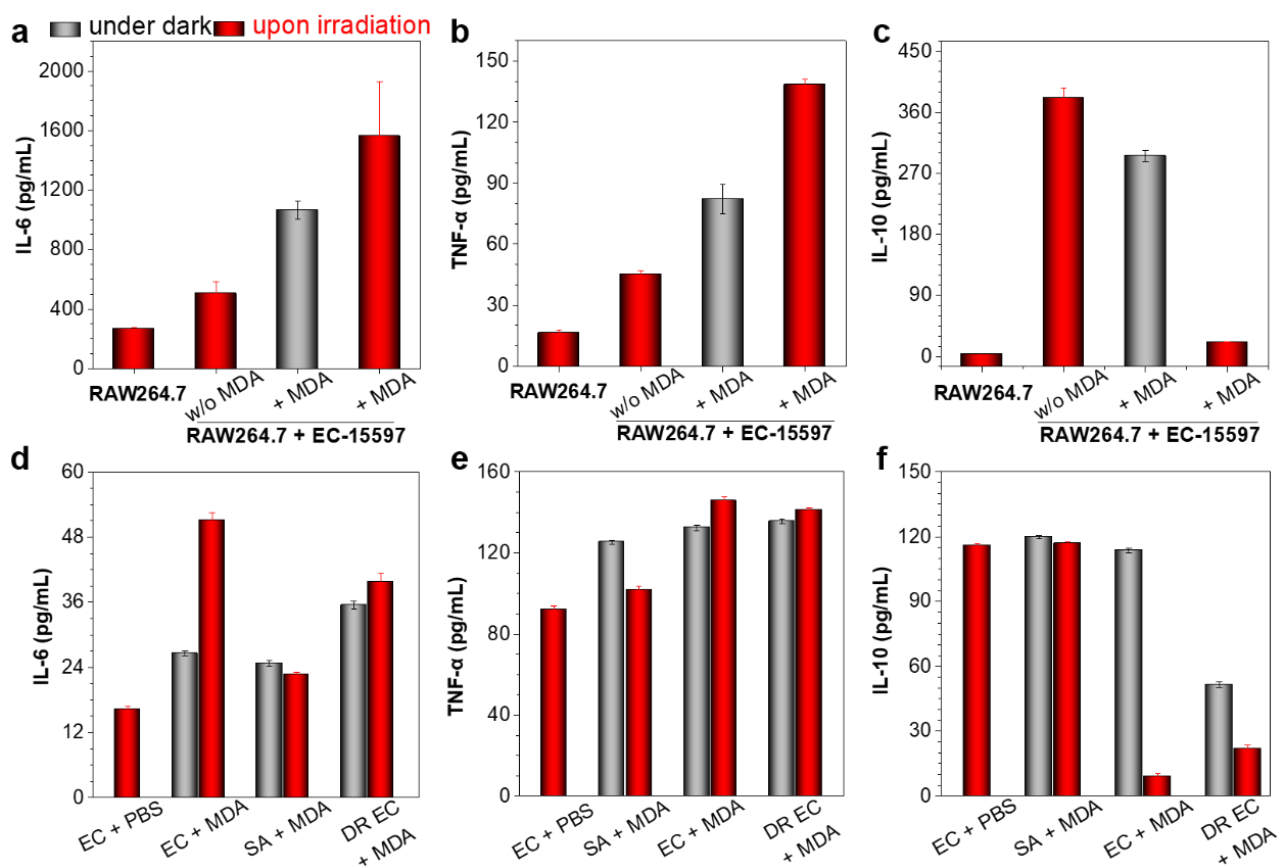 under dark upon irradiation
a
2000
1600
1200
800
400
0
IL-6 (pg/mL)
RAW264.7
w/o MDA
+ MDA
+ MDA
RAW264.7 + EC-15597
b
150
120
90
60
30
0
TNF-α (pg/mL)
RAW264.7
w/o MDA
+ MDA
+ MDA
RAW264.7 + EC-15597
c
450
360
270
180
90
0
IL-10 (pg/mL)
RAW264.7
w/o MDA
+ MDA
+ MDA
RAW264.7 + EC-15597
d
60
48
36
24
12
0
IL-6 (pg/mL)
EC + PBS
EC + MDA
SA + MDA
DR EC
+ MDA
e
160
120
80
40
0
TNF-α (pg/mL)
EC + PBS
SA + MDA
EC + MDA
DR EC
+ MDA
f
150
120
90
60
30
0
IL-10 (pg/mL)
EC + PBS
SA + MDA
EC + MDA
DR EC
+ MDA